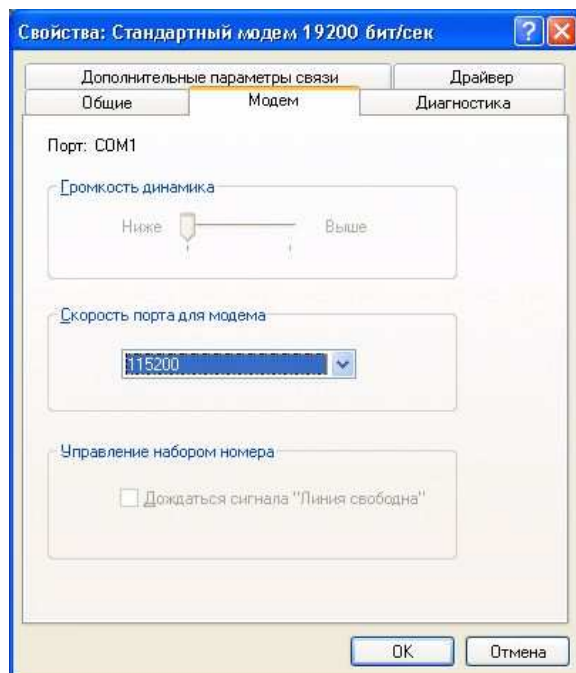 Свойства: Стандартный модем 19200 бит/сек
Дополнительные параметры связи Драйвер
Общие Модем Диагностика
Порт: COM1
Громкость динамика
Ниже Выше
Скорость порта для модема
115200
Управление набором номера
Дождаться сигнала "Линия свободна"
OK Отмена